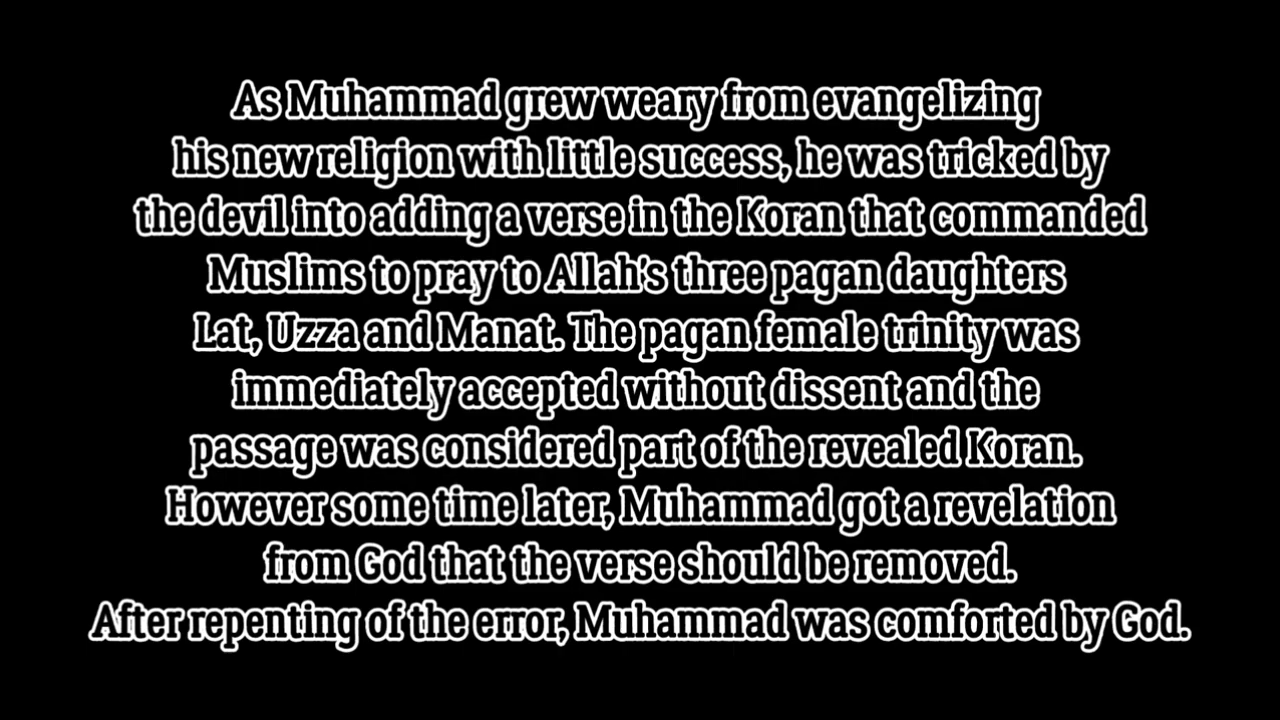 As Muhammad grew weary from evangelizing
his new religion with little success, he was tricked by
the devil into adding a verse in the Koran that commanded
Muslims to pray to Allah's three pagan daughters
Lat, Uzza and Manat. The pagan female trinity was
immediately accepted without dissent and the
passage was considered part of the revealed Koran.
However some time later, Muhammad got a revelation
from God that the verse should be removed.
After repenting of the error, Muhammad was comforted by God.